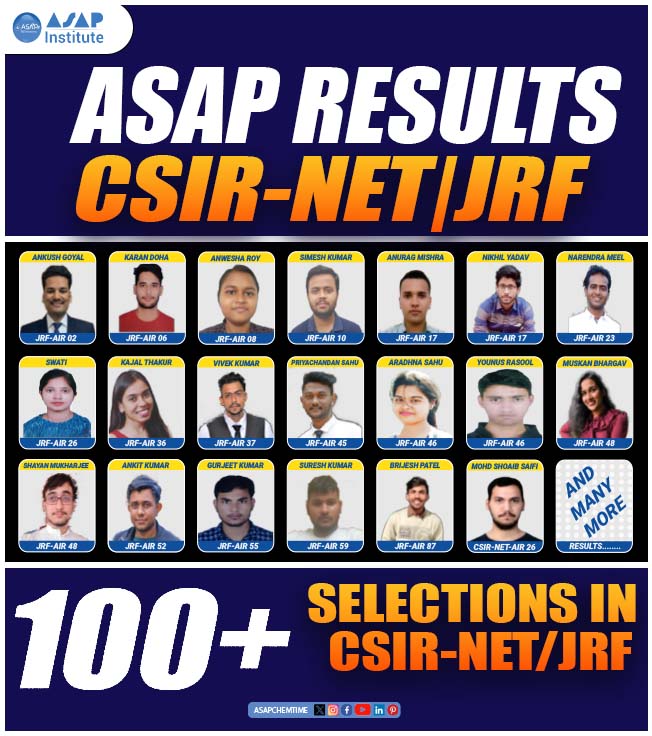 ASAP
ASAP
Institute
ASAP RESULTS
CSIR-NET|JRF
ANKUSH GOYAL
JRF-AIR 02
KARAN DOHA
JRF-AIR 06
ANWESHA ROY
JRF-AIR 08
SIMESH KUMAR
JRF-AIR 10
ANURAG MISHRA
JRF-AIR 17
NIKHIL YADAV
JRF-AIR 17
NARENDRA MEEL
JRF-AIR 23
SWATI
JRF-AIR 26
KAJAL THAKUR
JRF-AIR 36
VIVEK KUMAR
JRF-AIR 37
PRIYACHANDAN SAHU
JRF-AIR 45
ARADHNA SAHU
JRF-AIR 46
YOUNUS RASOOL
JRF-AIR 46
MUSKAN BHARGAV
JRF-AIR 48
SHAYAN MUKHARJEE
JRF-AIR 48
ANKIT KUMAR
JRF-AIR 52
GURJEET KUMAR
JRF-AIR 55
SURESH KUMAR
JRF-AIR 59
BRIJESH PATEL
JRF-AIR 87
MOHD SHOAIB SAIFI
CSIR-NET-AIR 26
AND
MANY
MORE
RESULTS........
100+
SELECTIONS IN
CSIR-NET/JRF
ASAPCHEMTIME